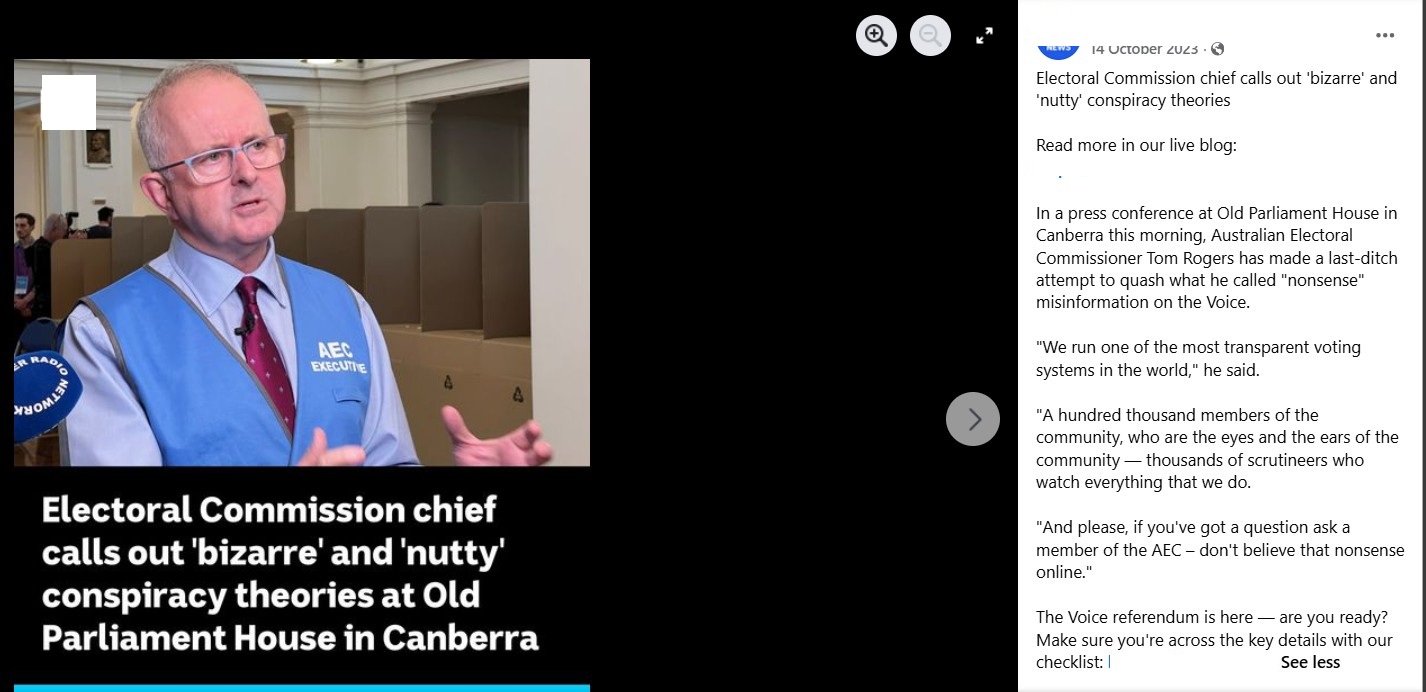 AEC
EXECUTIVE
ER RADIO NETWORK
Electoral Commission chief
calls out 'bizarre' and 'nutty'
conspiracy theories at Old
Parliament House in Canberra
NEWS
14 October 2023 ·
Electoral Commission chief calls out 'bizarre' and
'nutty' conspiracy theories
Read more in our live blog:
In a press conference at Old Parliament House in
Canberra this morning, Australian Electoral
Commissioner Tom Rogers has made a last-ditch
attempt to quash what he called "nonsense"
misinformation on the Voice.
"We run one of the most transparent voting
systems in the world," he said.
"A hundred thousand members of the
community, who are the eyes and the ears of the
community — thousands of scrutineers who
watch everything that we do.
"And please, if you've got a question ask a
member of the AEC – don't believe that nonsense
online."
The Voice referendum is here — are you ready?
Make sure you're across the key details with our
checklist: See less